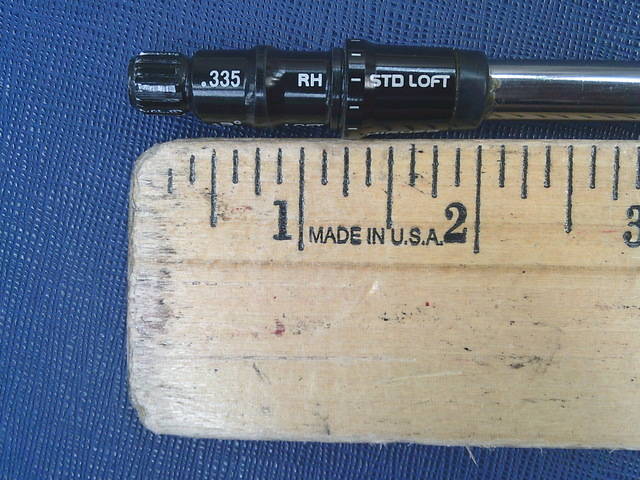 .335 RH STD LOFT
1 MADE IN U.S.A. 2 3